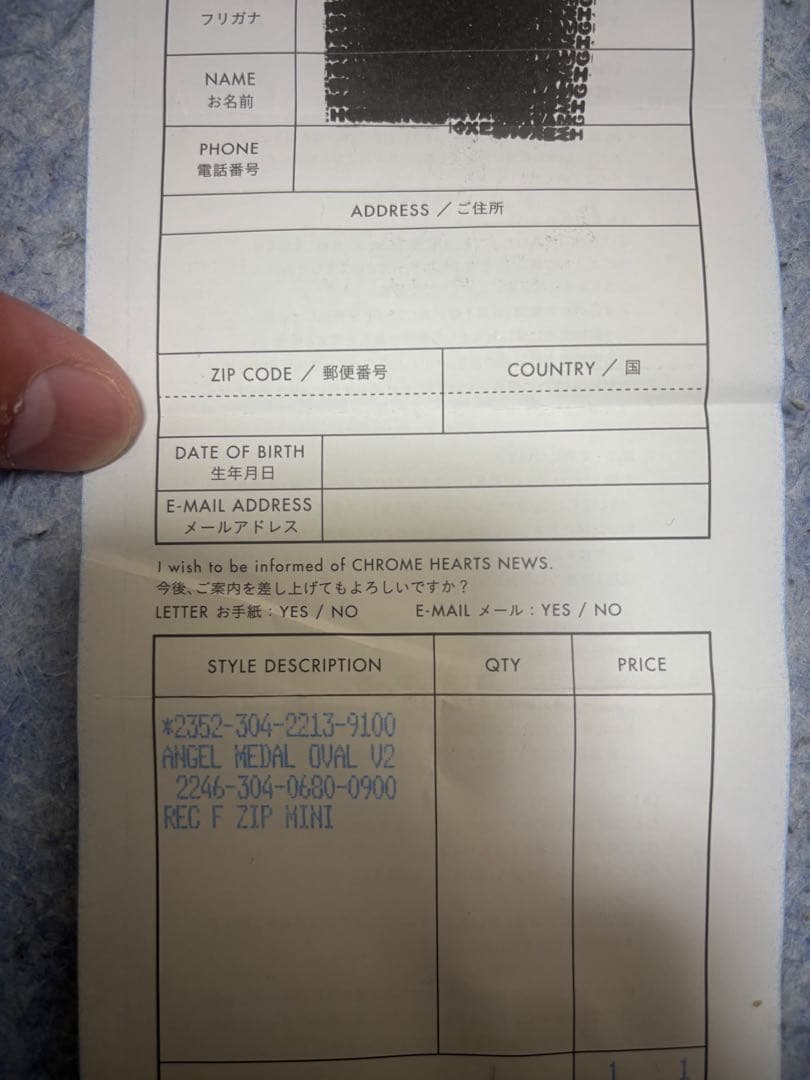 フリガナ
NAME
お名前
PHONE
電話番号
ADDRESS / ご住所
ZIP CODE / 郵便番号
COUNTRY / 国
DATE OF BIRTH
生年月日
E-MAIL ADDRESS
メールアドレス
I wish to be informed of CHROME HEARTS NEWS.
今後、ご案内を差し上げてもよろしいですか？
LETTER お手紙：YES / NO E-MAIL メール：YES / NO
STYLE DESCRIPTION QTY PRICE
*2352-304-2213-9100
ANGEL MEDAL OVAL V2
2246-304-0680-0900
REC F ZIP MINI